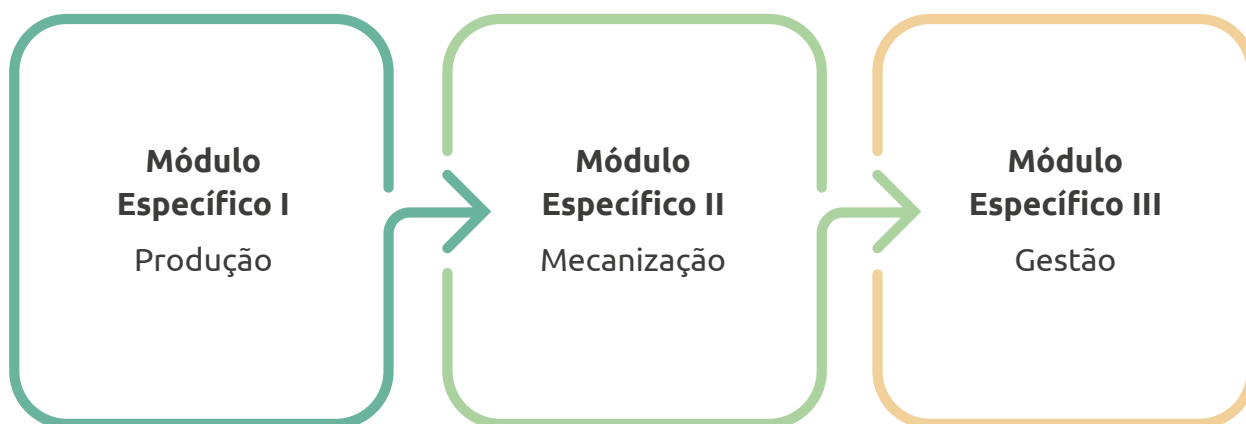 Módulo
Específico I
Produção
Módulo
Específico II
Mecanização
Módulo
Específico III
Gestão